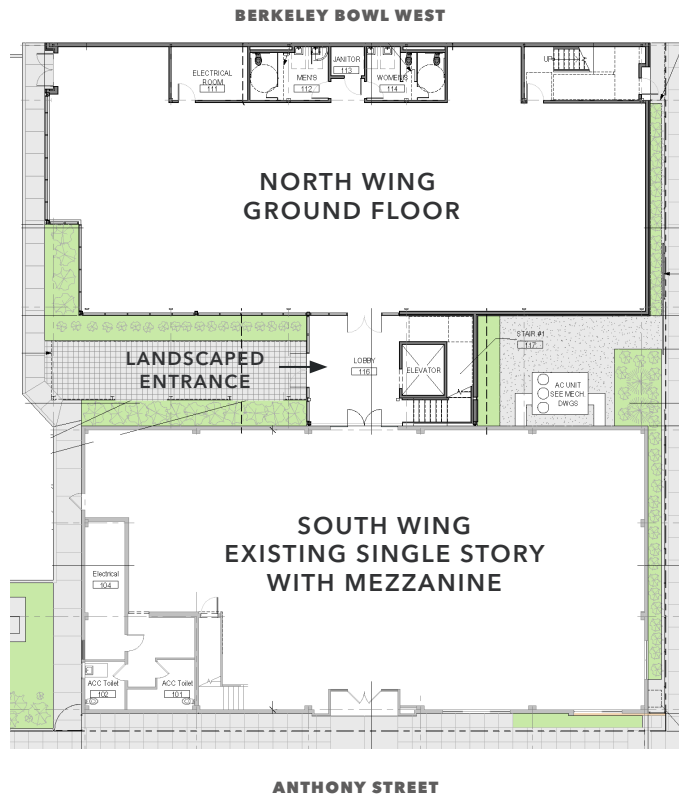 BERKELEY BOWL WEST
ELECTRICAL
ROOM
111
MEN'S
112
JANITOR
113
WOMEN'S
114
UP
NORTH WING
GROUND FLOOR
LANDSCAPED
ENTRANCE
LOBBY
116
ELEVATOR
STAIR #1
117
AC UNIT
SEE MECH.
DWGS
SOUTH WING
EXISTING SINGLE STORY
WITH MEZZANINE
Electrical
104
ACC Toilet
102
ACC Toilet
101
ANTHONY STREET